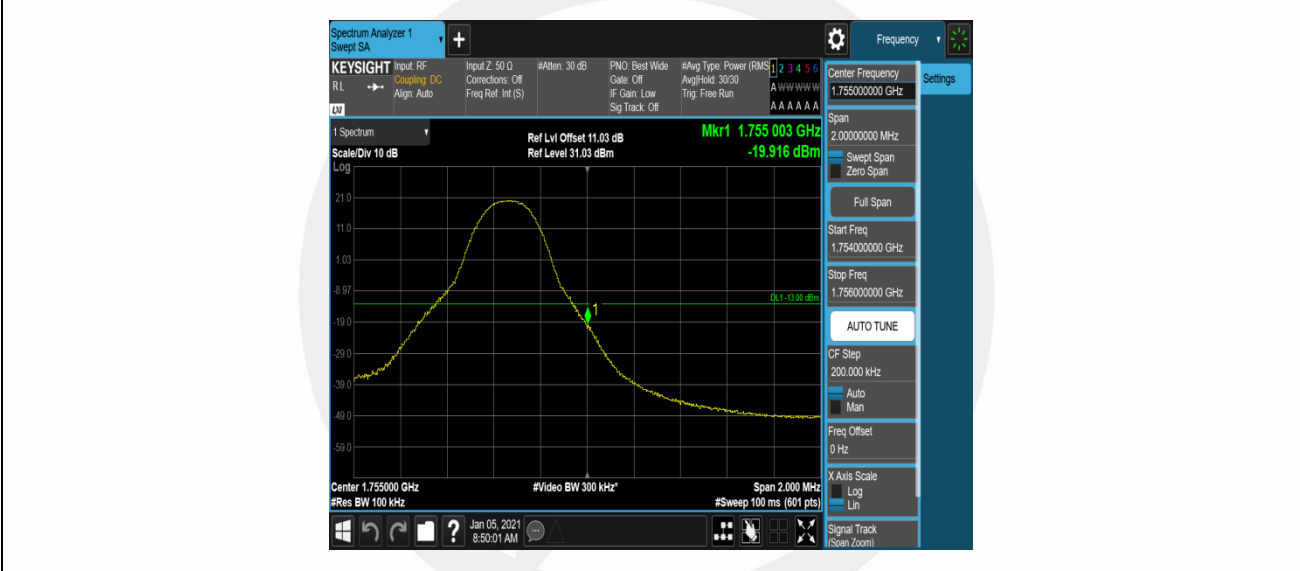 Spectrum Analyzer 1
Swept SA
+
Frequency
KEYSIGHT
RL
LXI
Input: RF
Coupling: DC
Align: Auto
Input Z: 50 Ω
Corrections: Off
Freq Ref: Int (S)
#Atten: 30 dB
PNO: Best Wide
Gate: Off
IF Gain: Low
Sig Track: Off
#Avg Type: Power (RMS
Avg|Hold: 30/30
Trig: Free Run
1 2 3 4 5 6
A W W W W W
A A A A A A
1 Spectrum
Scale/Div 10 dB
Log
Ref Lvl Offset 11.03 dB
Ref Level 31.03 dBm
Mkr1 1.755 003 GHz
-19.916 dBm
21.0
11.0
1.03
-8.97
DL1 -13.00 dBm
1
-19.0
-29.0
-39.0
-49.0
-59.0
Center 1.755000 GHz
#Res BW 100 kHz
#Video BW 300 kHz*
Span 2.000 MHz
#Sweep 100 ms (601 pts)
?
Jan 05, 2021
8:50:01 AM
Center Frequency
1.755000000 GHz
Settings
Span
2.00000000 MHz
Swept Span
Zero Span
Full Span
Start Freq
1.754000000 GHz
Stop Freq
1.756000000 GHz
AUTO TUNE
CF Step
200.000 kHz
Auto
Man
Freq Offset
0 Hz
X Axis Scale
Log
Lin
Signal Track
(Span Zoom)